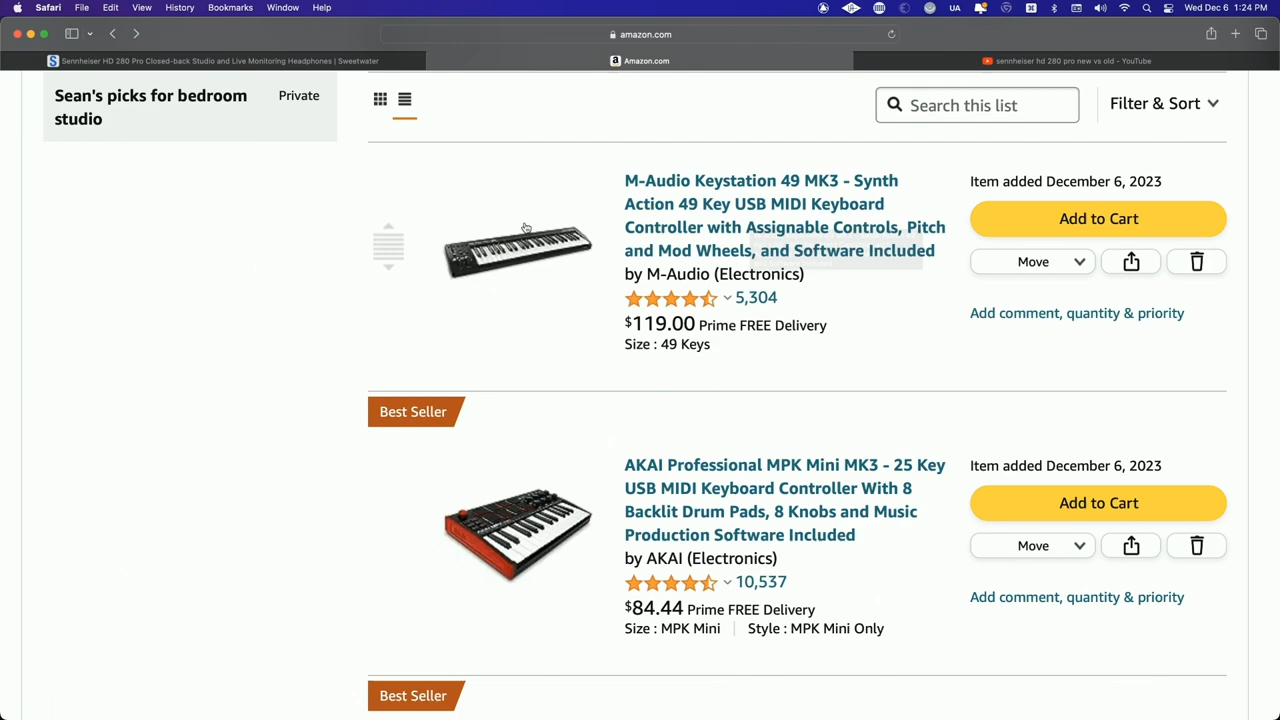 Safari File Edit View History Bookmarks Window Help
UA Wed Dec 6 1:24 PM
amazon.com
Sennheiser HD 280 Pro Closed-back Studio and Live Monitoring Headphones | Sweetwater
Amazon.com
sennheiser hd 280 pro new vs old - YouTube
Sean's picks for bedroom
studio
Private
Search this list
Filter & Sort
M-Audio Keystation 49 MK3 - Synth
Action 49 Key USB MIDI Keyboard
Controller with Assignable Controls, Pitch
and Mod Wheels, and Software Included
by M-Audio (Electronics)
5,304
$119.00 Prime FREE Delivery
Size : 49 Keys
Item added December 6, 2023
Add to Cart
Move
Add comment, quantity & priority
Best Seller
AKAI Professional MPK Mini MK3 - 25 Key
USB MIDI Keyboard Controller With 8
Backlit Drum Pads, 8 Knobs and Music
Production Software Included
by AKAI (Electronics)
10,537
$84.44 Prime FREE Delivery
Size : MPK Mini
Style : MPK Mini Only
Item added December 6, 2023
Add to Cart
Move
Add comment, quantity & priority
Best Seller